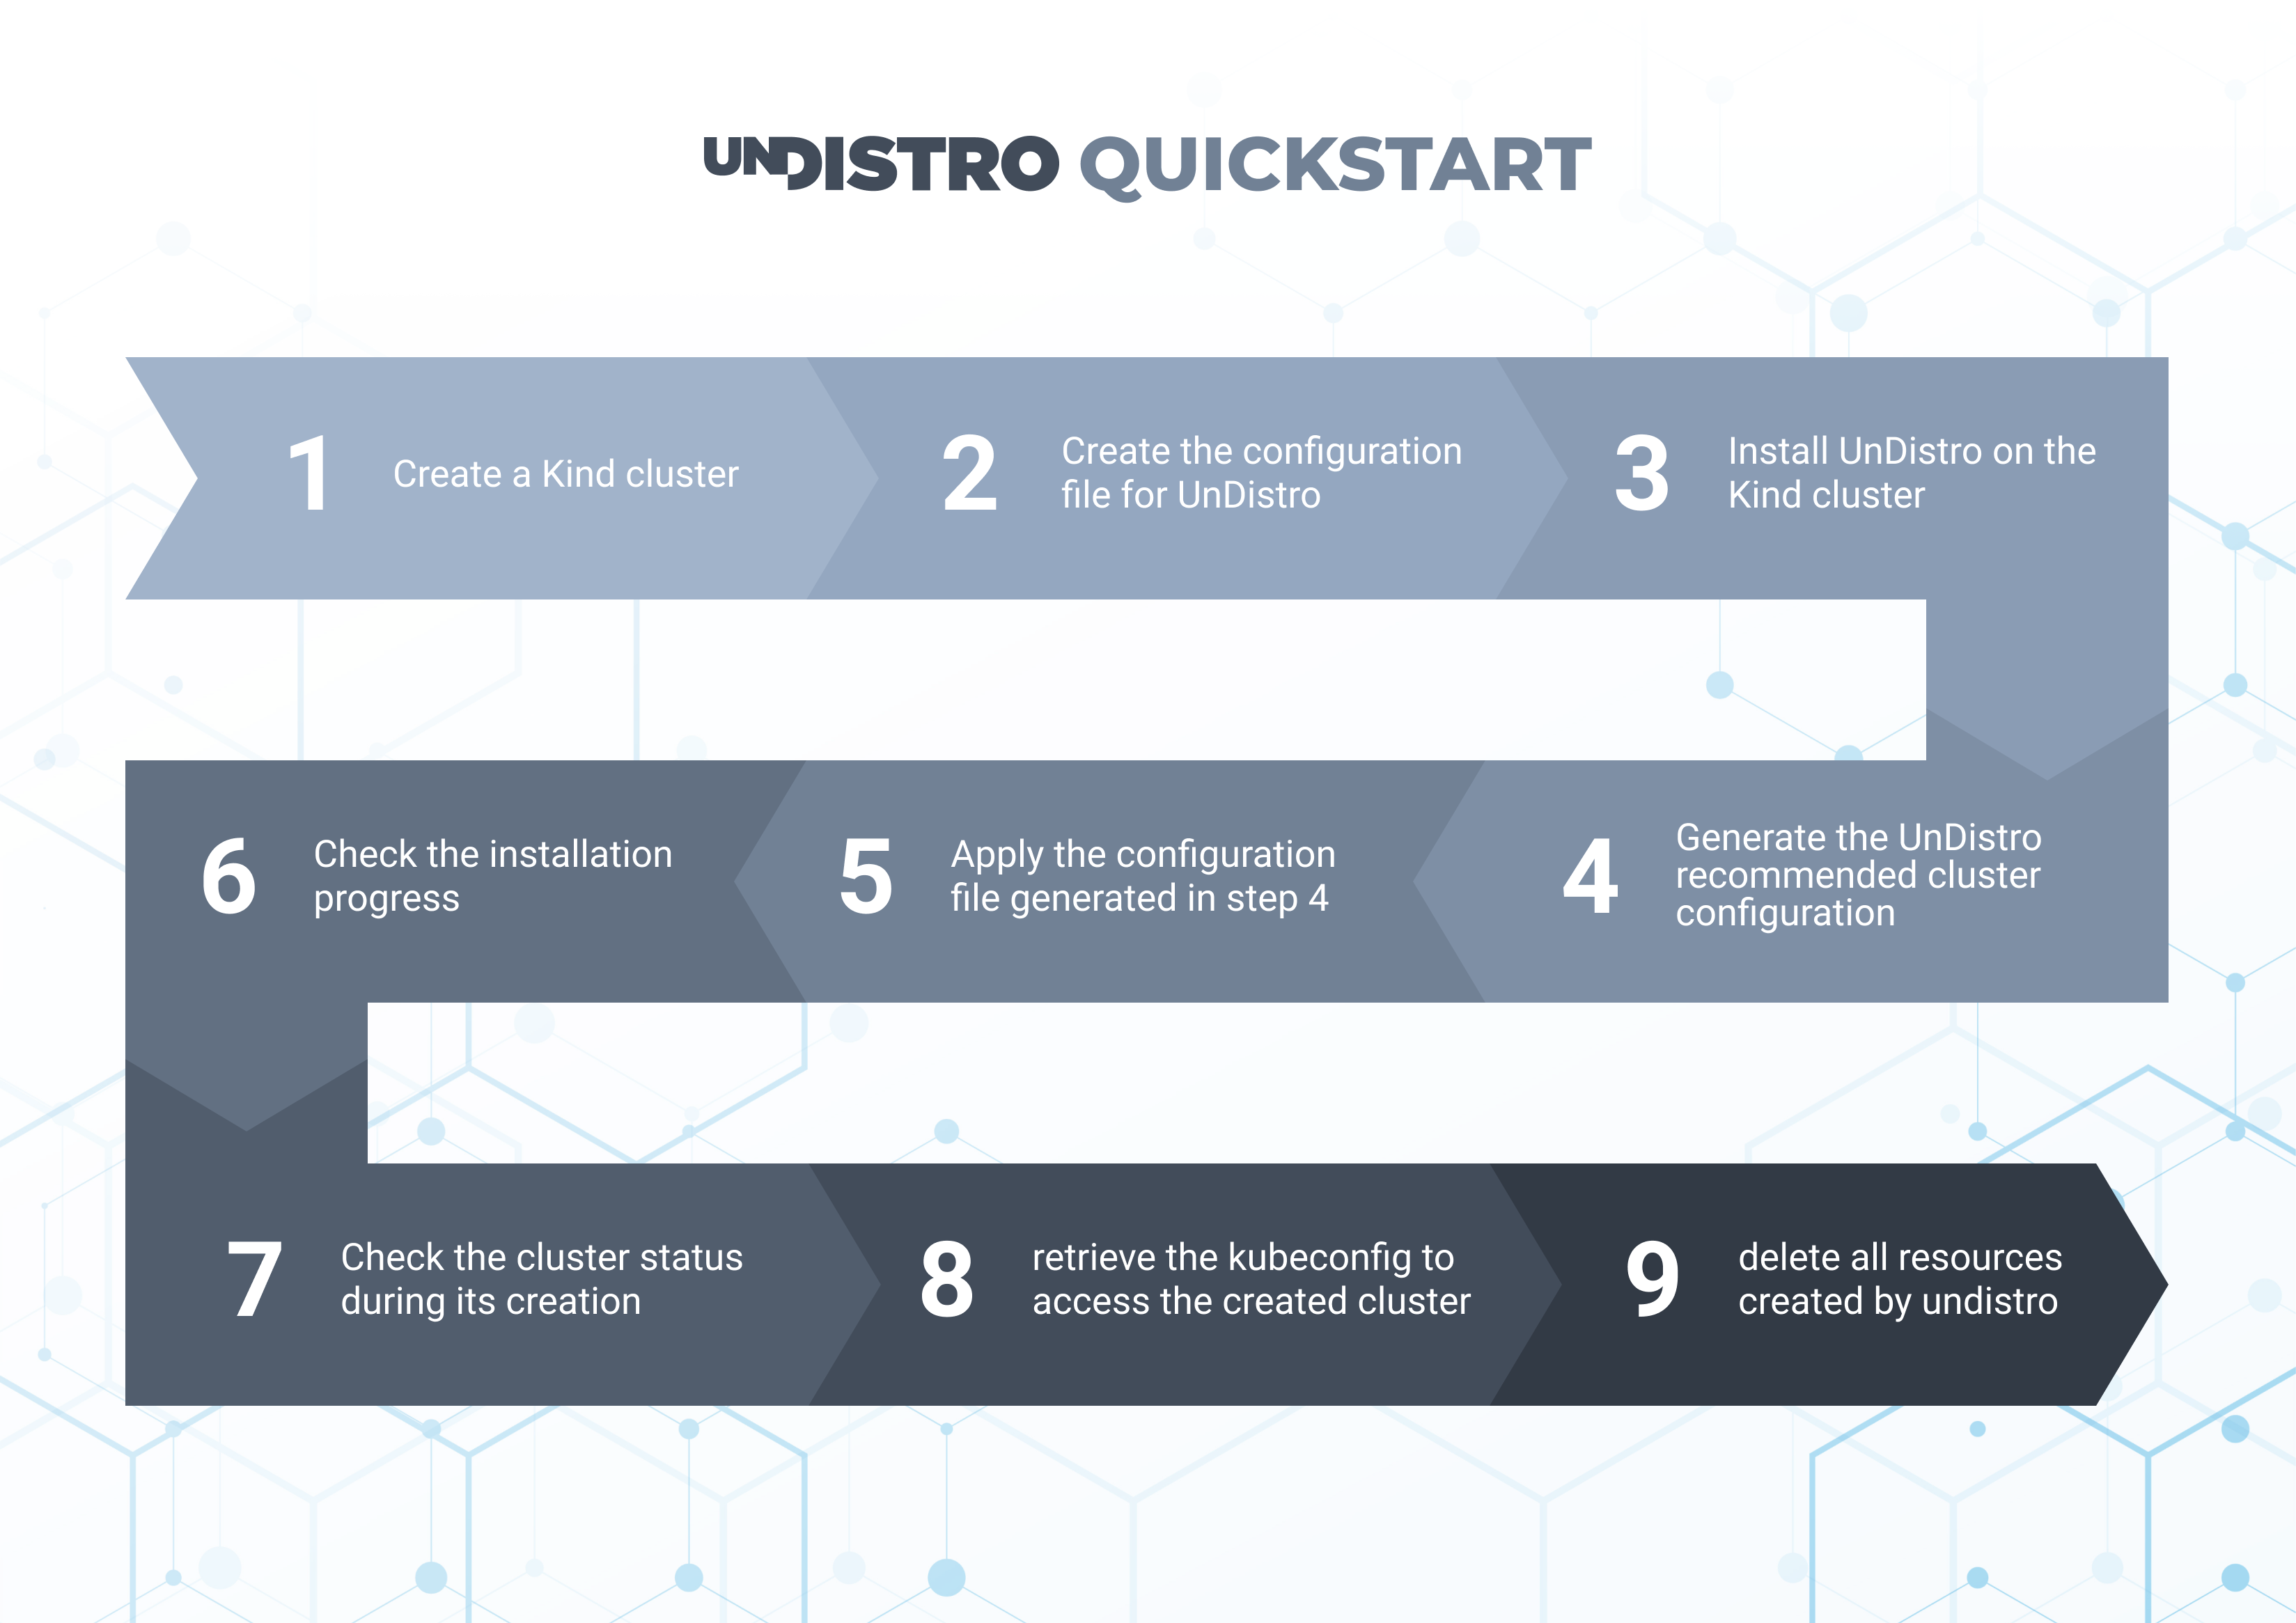 UNDISTRO QUICKSTART
1
Create a Kind cluster
2
Create the configuration
file for UnDistro
3
Install UnDistro on the
Kind cluster
4
Generate the UnDistro
recommended cluster
configuration
5
Apply the configuration
file generated in step 4
6
Check the installation
progress
7
Check the cluster status
during its creation
8
retrieve the kubeconfig to
access the created cluster
9
delete all resources
created by undistro